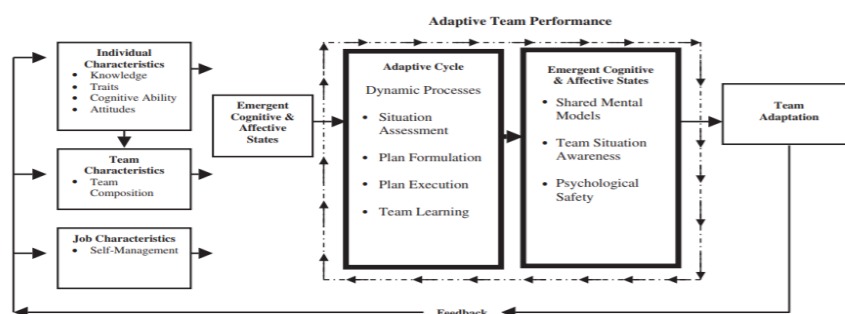 Adaptive Team Performance
Individual
Characteristics
• Knowledge
• Traits
• Cognitive Ability
• Attitudes
Team
Characteristics
• Team
Composition
Job Characteristics
• Self-Management
Emergent
Cognitive &
Affective
States
Adaptive Cycle
Dynamic Processes
• Situation
Assessment
• Plan Formulation
• Plan Execution
• Team Learning
Emergent Cognitive
& Affective States
• Shared Mental
Models
• Team Situation
Awareness
• Psychological
Safety
Team
Adaptation
Feedback